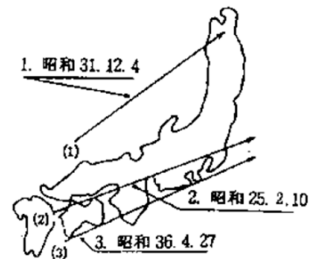 1. 昭和 31.12.4
(1)
(2)
2. 昭和 25.2.10
(3)
3. 昭和 36.4.27